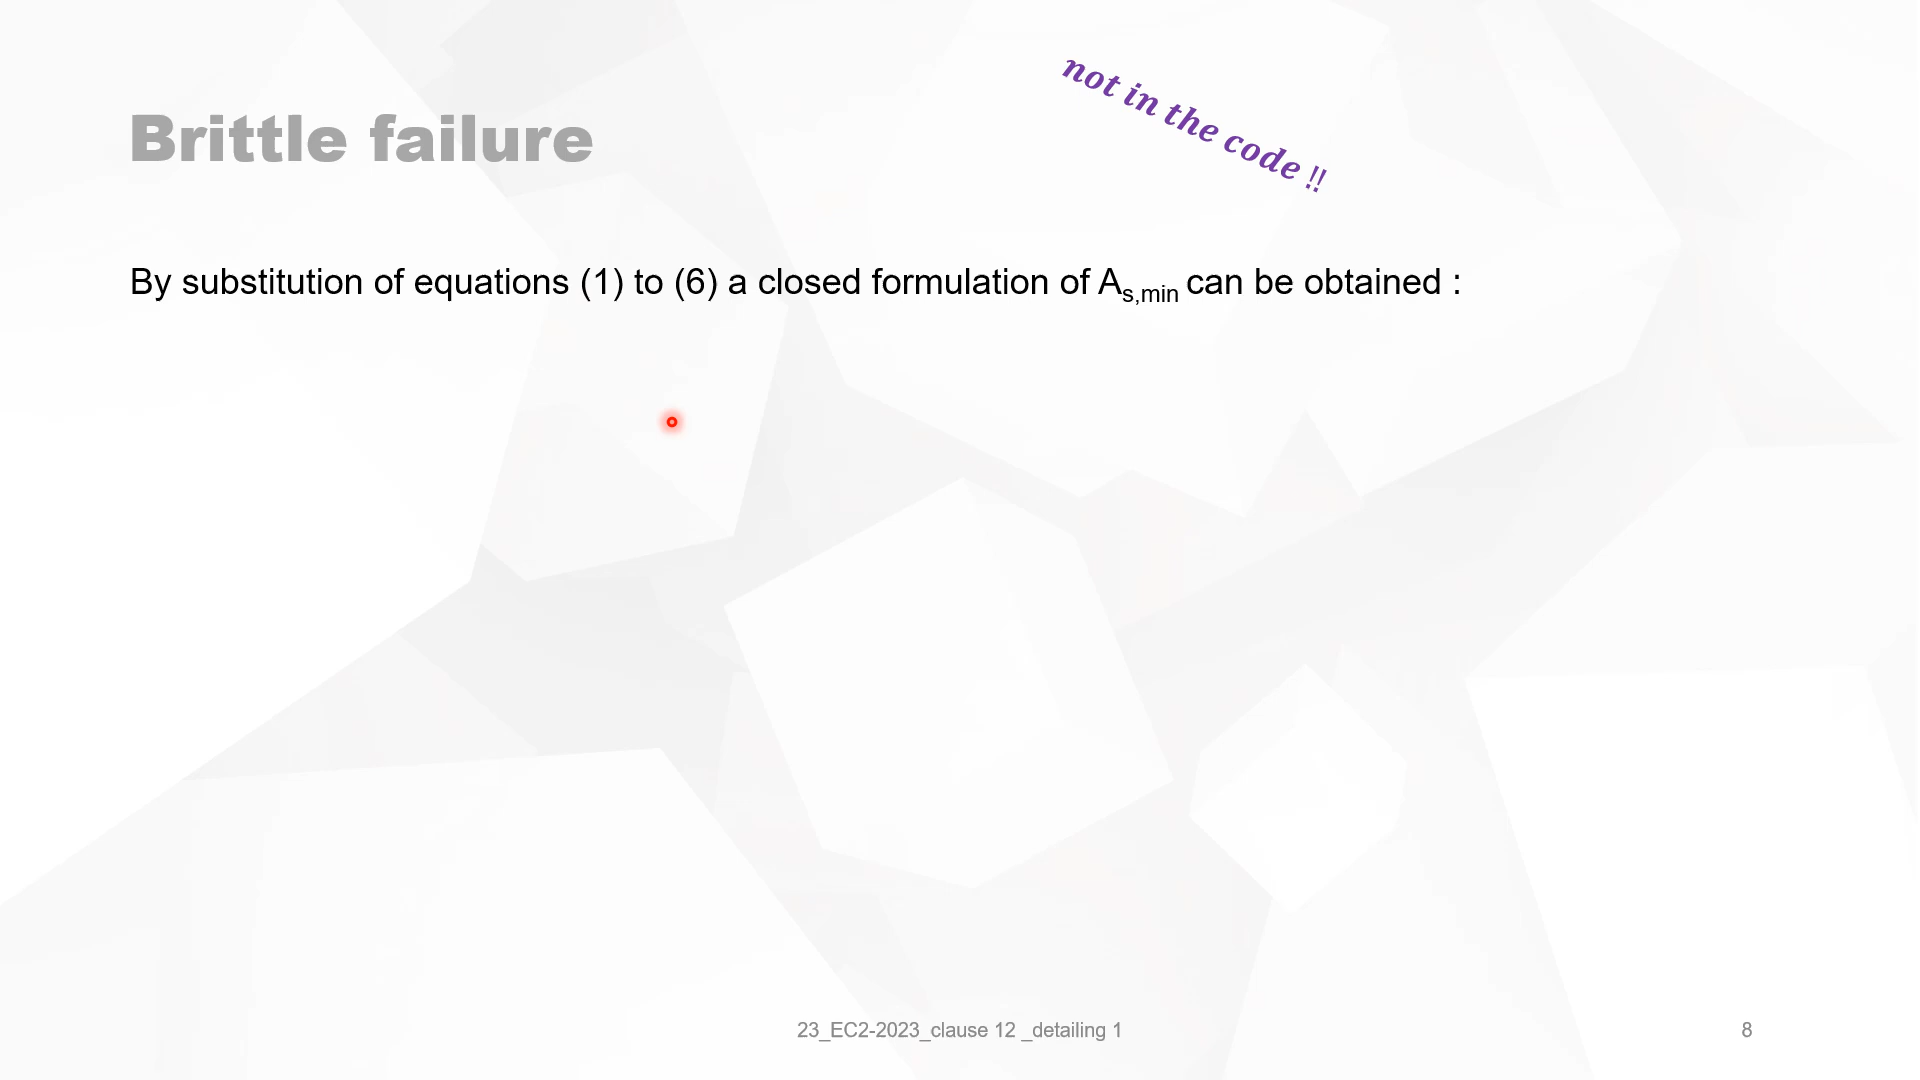 not in the code !!
Brittle failure
By substitution of equations (1) to (6) a closed formulation of As,min can be obtained :
23_EC2-2023_clause 12 _detailing 1
8